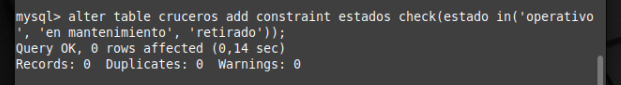 mysql> alter table cruceros add constraint estados check(estado in('operativo
', 'en mantenimiento', 'retirado'));
Query OK, 0 rows affected (0,14 sec)
Records: 0  Duplicates: 0  Warnings: 0